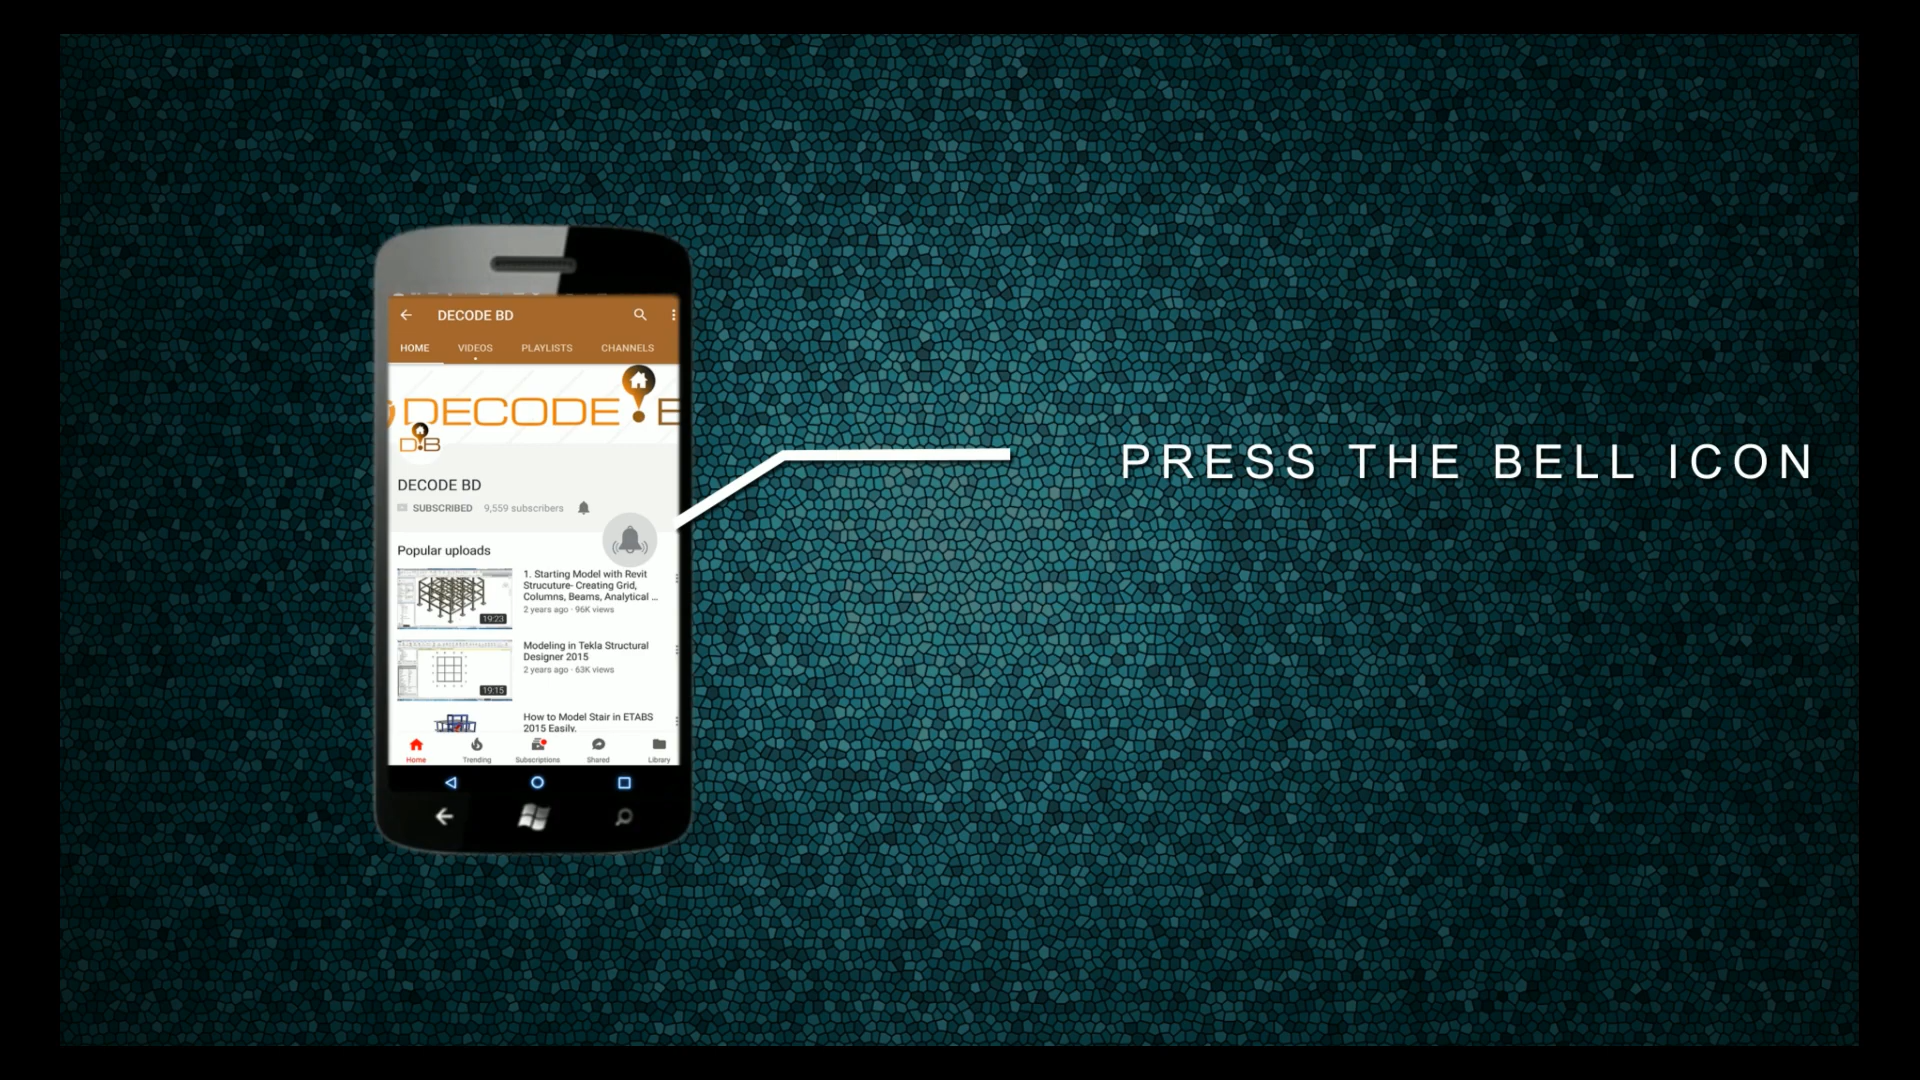 DECODE BD
HOME VIDEOS PLAYLISTS CHANNELS
DECODE B
D B
DECODE BD
SUBSCRIBED 9,559 subscribers
PRESS THE BELL ICON
Popular uploads
1. Starting Model with Revit
Strucuture- Creating Grid,
Columns, Beams, Analytical ...
2 years ago · 96K views
19:23
Modeling in Tekla Structural
Designer 2015
2 years ago · 63K views
19:15
How to Model Stair in ETABS
2015 Easily.
Home Trending Subscriptions Shared Library